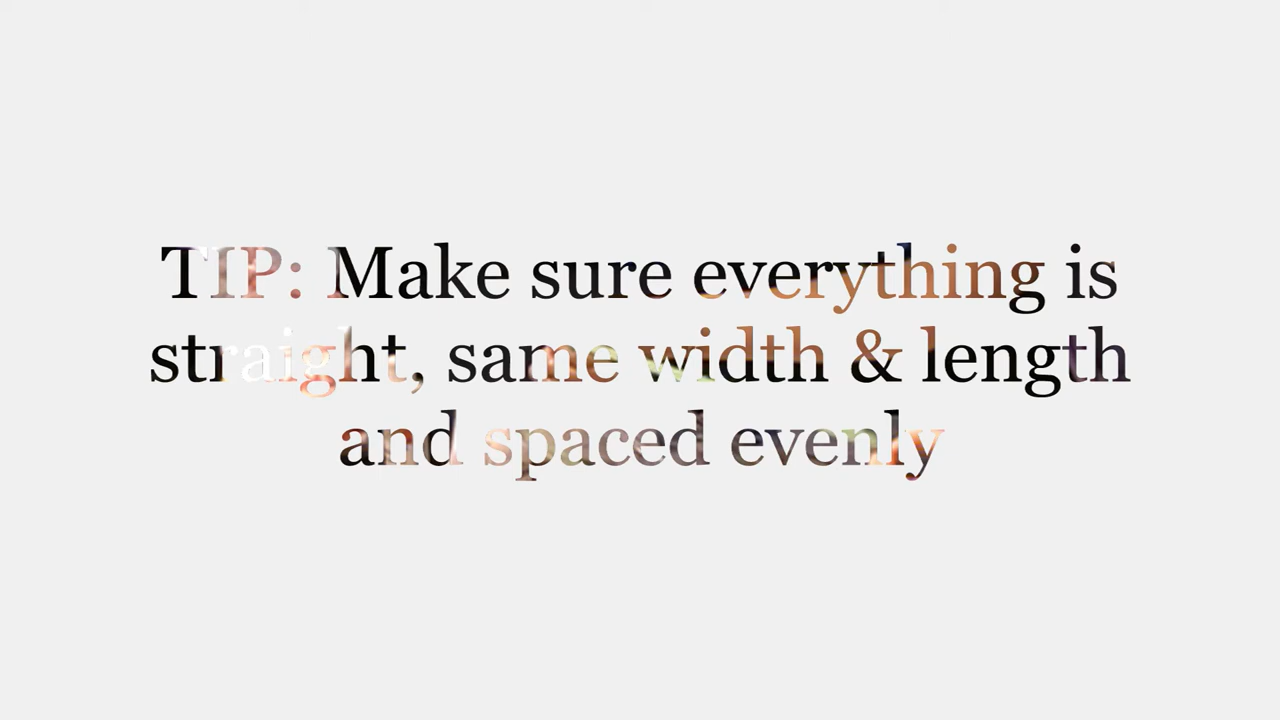 TIP: Make sure everything is
straight, same width & length
and spaced evenly